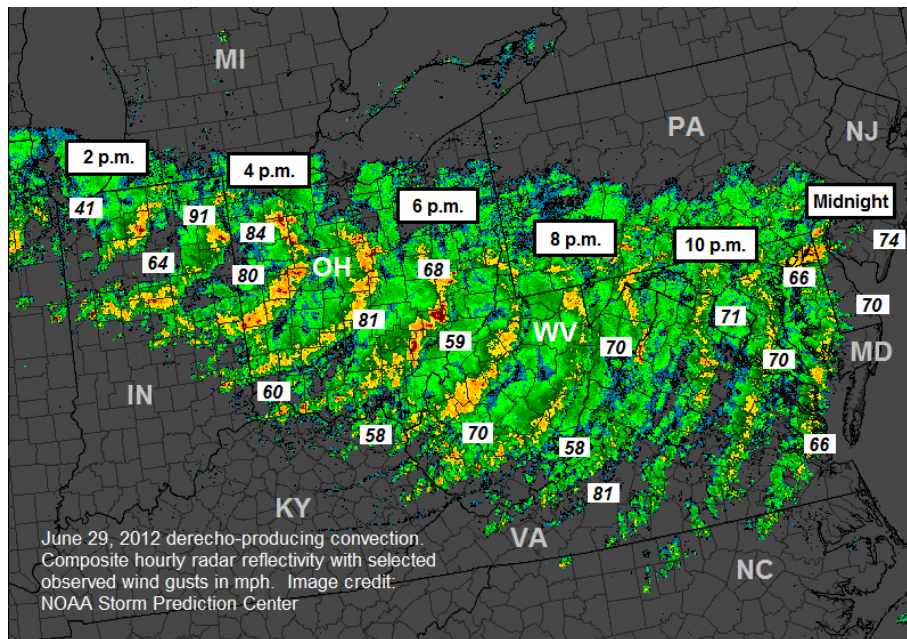 MI
PA
NJ
2 p.m.
4 p.m.
6 p.m.
8 p.m.
10 p.m.
Midnight
41
91
84
64
80
OH
68
81
59
60
58
70
WV
70
58
81
71
70
74
66
70
MD
66
IN
KY
VA
NC
June 29, 2012 derecho-producing convection.
Composite hourly radar reflectivity with selected
observed wind gusts in mph.  Image credit:
NOAA Storm Prediction Center